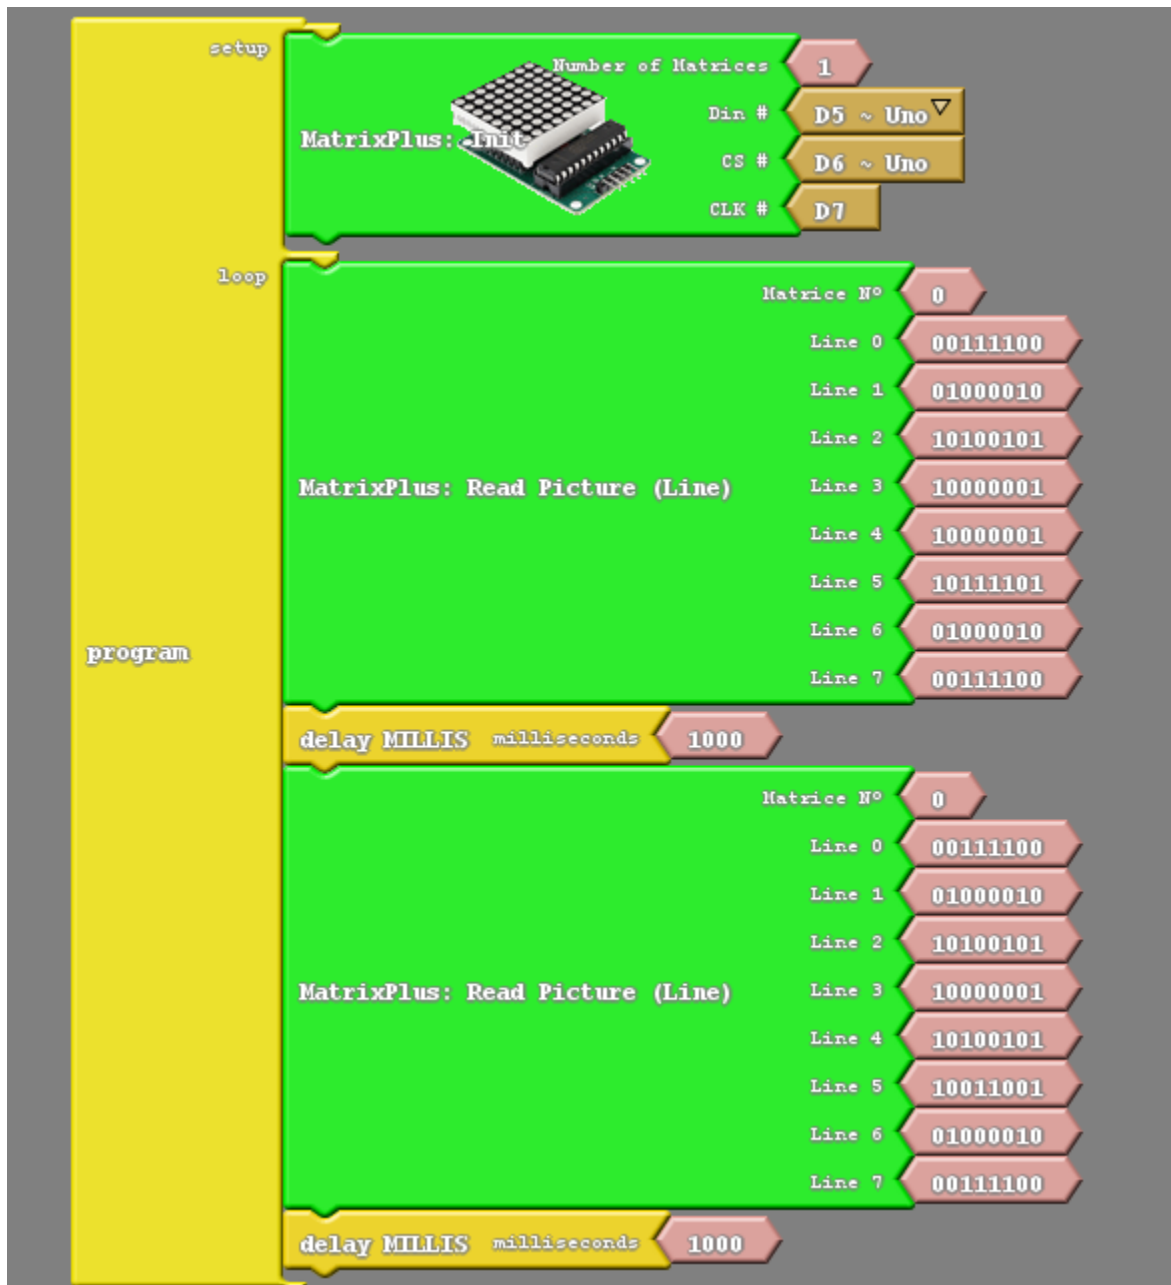 setup
Number of Matrices 1
Din # D5 ~ Uno
MatrixPlus: Init
CS # D6 ~ Uno
CLK # D7
loop
Matrice Nº 0
Line 0 00111100
Line 1 01000010
Line 2 10100101
MatrixPlus: Read Picture (Line) Line 3 10000001
Line 4 10000001
Line 5 10111101
Line 6 01000010
program
Line 7 00111100
delay MILLIS milliseconds 1000
Matrice Nº 0
Line 0 00111100
Line 1 01000010
Line 2 10100101
MatrixPlus: Read Picture (Line) Line 3 10000001
Line 4 10100101
Line 5 10011001
Line 6 01000010
Line 7 00111100
delay MILLIS milliseconds 1000